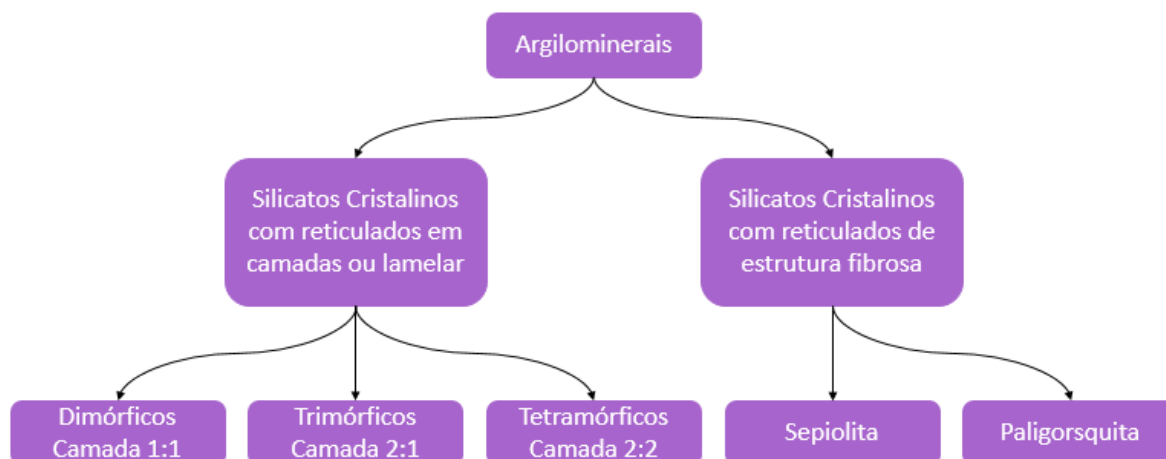 Argilominerais
Silicatos Cristalinos
com reticulados em
camadas ou lamelar
Silicatos Cristalinos
com reticulados de
estrutura fibrosa
Dimórficos
Camada 1:1
Trimórficos
Camada 2:1
Tetramórficos
Camada 2:2
Sepiolita
Paligorsquita